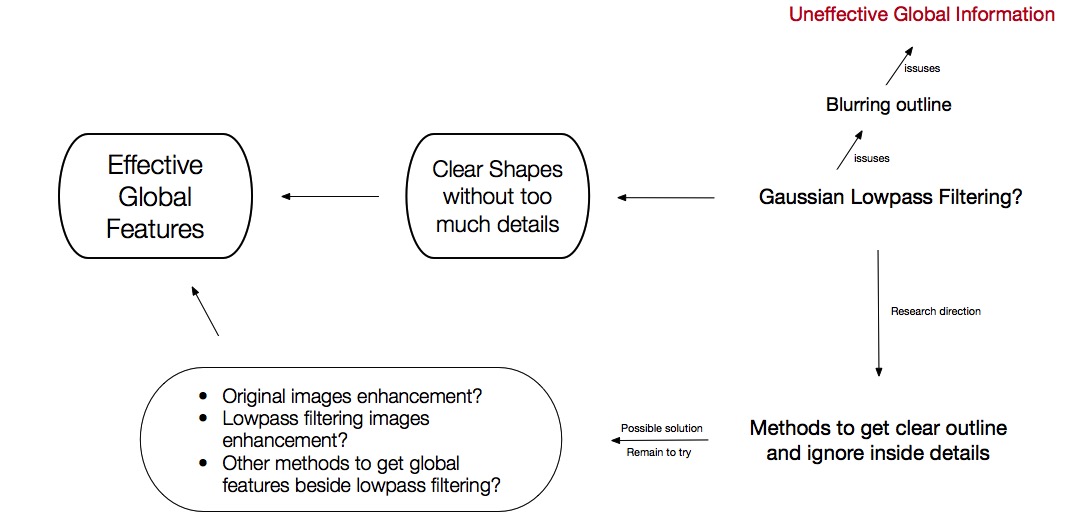 Uneffective Global Information
issuses
Blurring outline
issuses
Gaussian Lowpass Filtering?
Clear Shapes
without too
much details
Effective
Global
Features
Research direction
Methods to get clear outline
and ignore inside details
Possible solution
Remain to try
• Original images enhancement?
• Lowpass filtering images
enhancement?
• Other methods to get global
features beside lowpass filtering?